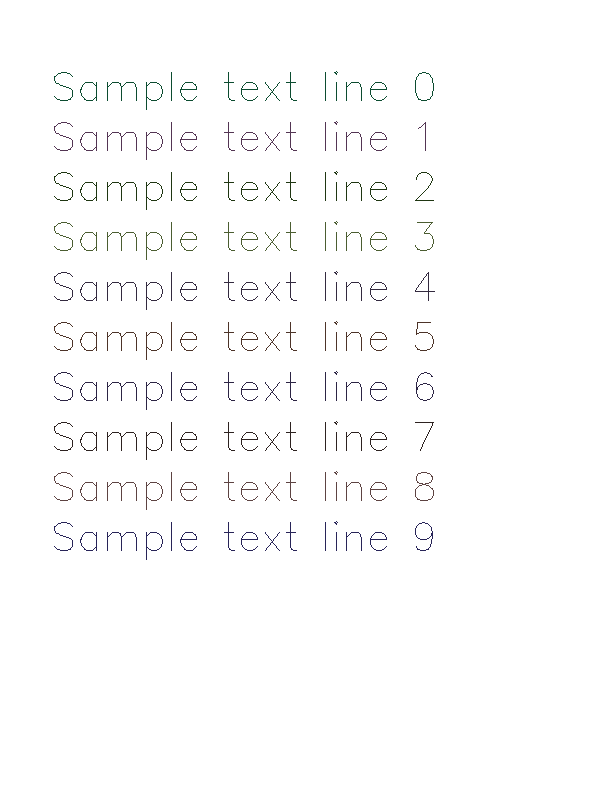 Sample text line 0
Sample text line 1
Sample text line 2
Sample text line 3
Sample text line 4
Sample text line 5
Sample text line 6
Sample text line 7
Sample text line 8
Sample text line 9